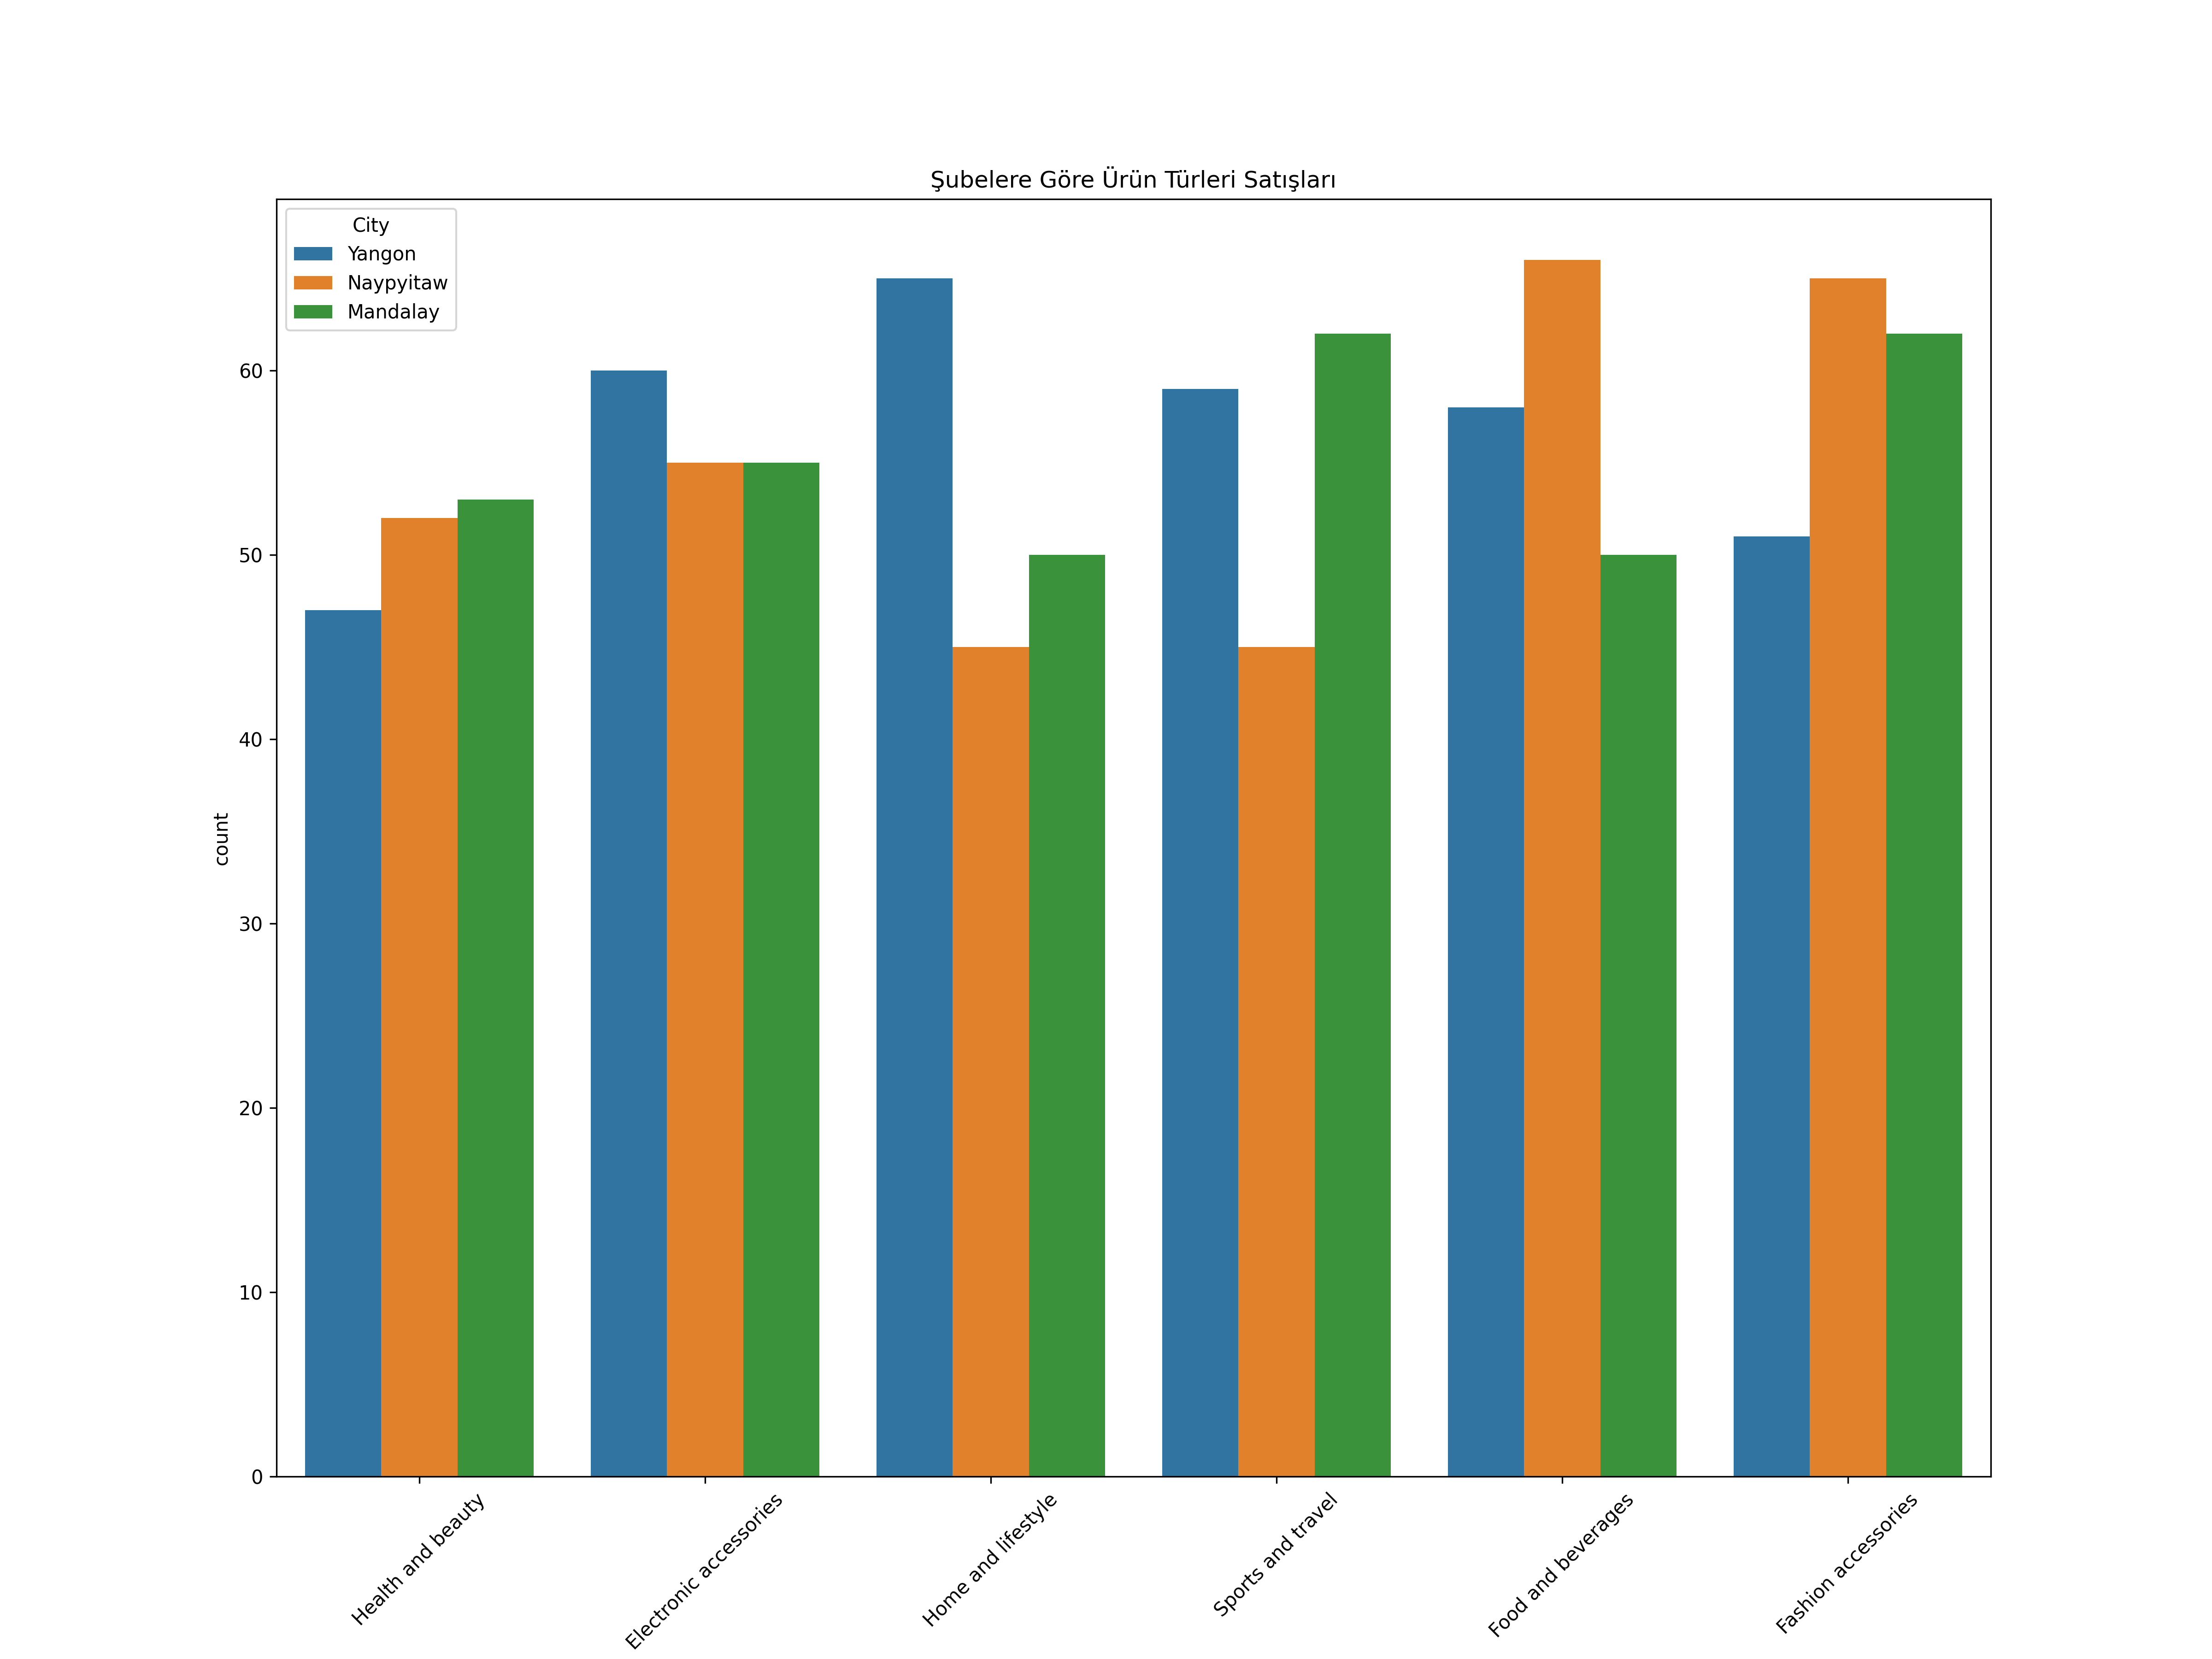 Şubelere Göre Ürün Türleri Satışları
City
Yangon
Naypyitaw
Mandalay
60
50
40
30
20
10
0
count
Health and beauty
Electronic accessories
Home and lifestyle
Sports and travel
Food and beverages
Fashion accessories